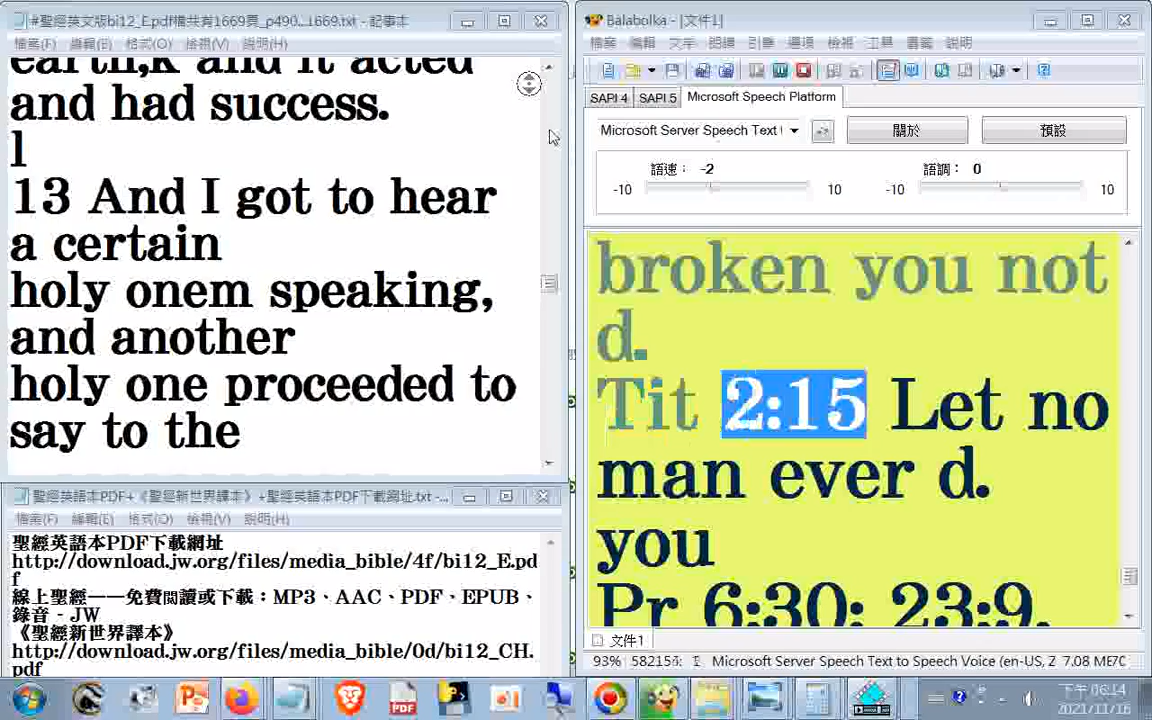 #聖經英文版bi12_E.pdf檔共有1669頁_p490...1669.txt - 記事本
檔案(F) 編輯(E) 格式(O) 檢視(V) 說明(H)
earth,k and it acted
and had success.
l
13 And I got to hear
a certain
holy onem speaking,
and another
holy one proceeded to
say to the
聖經英語本PDF+《聖經新世界譯本》+聖經英語本PDF下載網址.txt - ...
檔案(F) 編輯(E) 格式(O) 檢視(V) 說明(H)
聖經英語本PDF下載網址
http://download.jw.org/files/media_bible/4f/bi12_E.pd
f
線上聖經——免費閱讀或下載：MP3、AAC、PDF、EPUB、
錄音 - JW
《聖經新世界譯本》
http://download.jw.org/files/media_bible/0d/bi12_CH.
pdf
Balabolka - [文件1]
檔案 編輯 文字 朗讀 引擎 選項 檢視 工具 書籤 說明
SAPI 4 SAPI 5 Microsoft Speech Platform
Microsoft Server Speech Text 關於 預設
語速： -2 語調： 0
-10 10 -10 10
broken you not
d.
Tit 2:15 Let no
man ever d.
you
Pr 6:30; 23:9.
文件1
93% Microsoft Server Speech Text to Speech Voice (en-US, Z 7.08 МБ
下午 06:14
2021/11/16